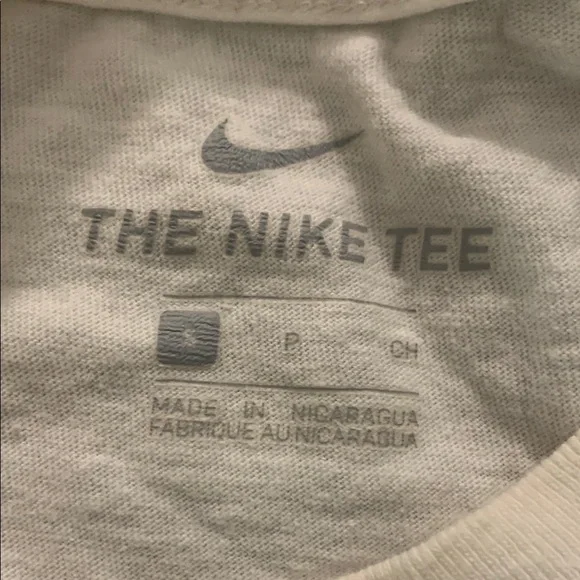 THE NIKE TEE
S P CH
MADE IN NICARAGUA
FABRIQUE AU NICARAGUA